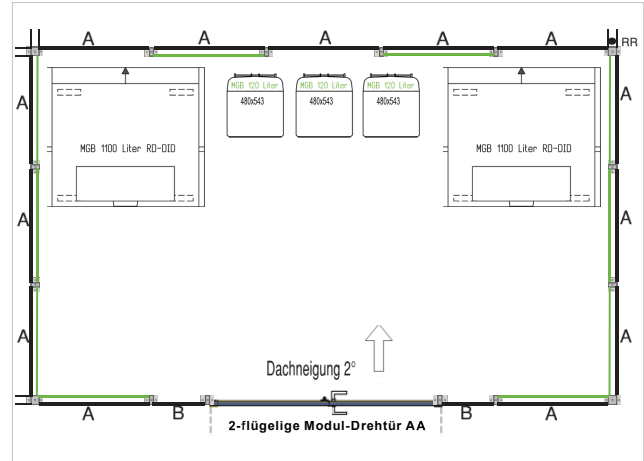 A A A A A
RR
A A
MGB 120 Liter MGB 120 Liter MGB 120 Liter
480x543 480x543 480x543
MGB 1100 Liter RD-DID MGB 1100 Liter RD-DID
A A
A A
Dachneigung 2°
A B B A
2-flügelige Modul-Drehtür AA